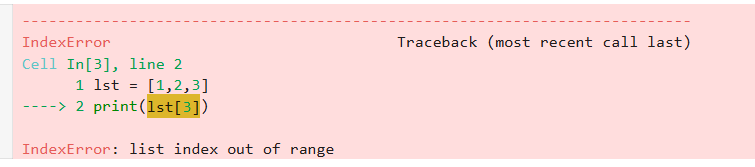 ---------------------------------------------------------------------------
IndexError                                Traceback (most recent call last)
Cell In[3], line 2
      1 lst = [1,2,3]
----> 2 print(lst[3])

IndexError: list index out of range